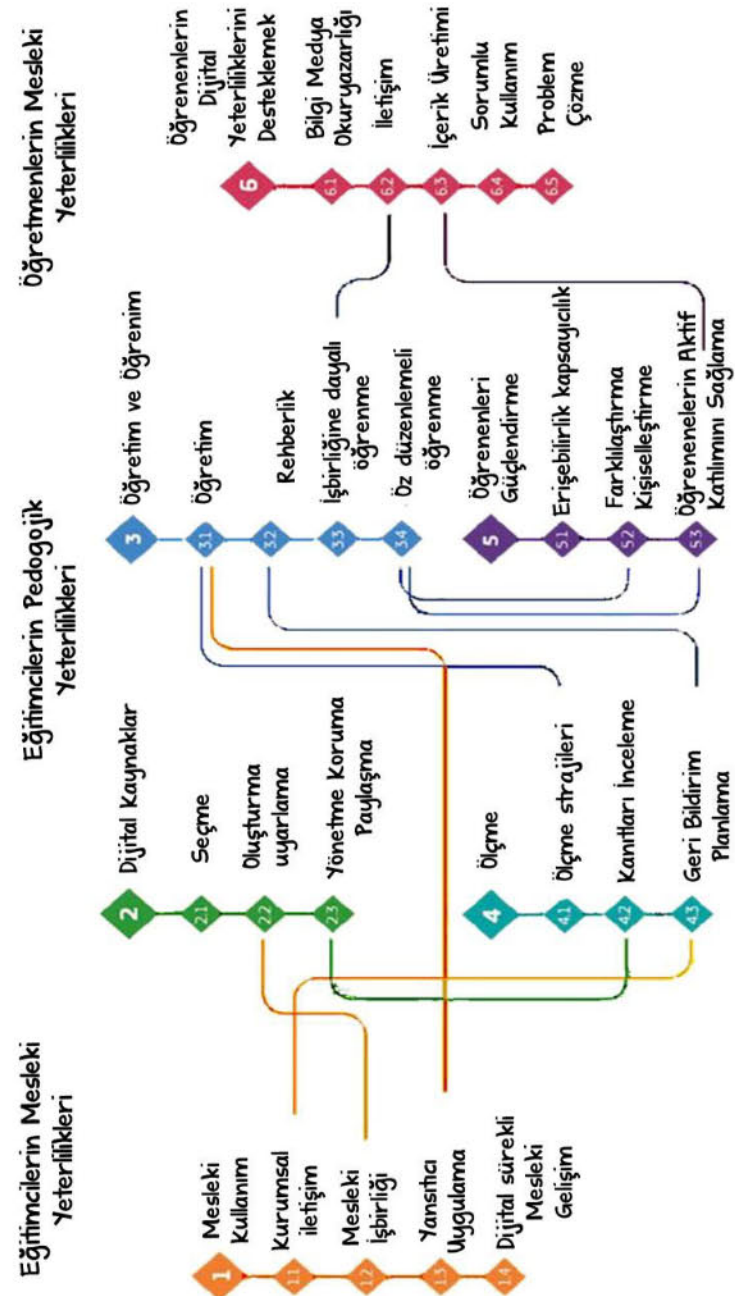 Eğitimcilerin Mesleki
Yeterlilikleri
1
Mesleki
Kullanım
1.1
Kurumsal
iletişim
1.2
Mesleki
İşbirliği
1.3
Yansıtıcı
Uygulama
1.4
Dijital sürekli
Mesleki
Gelişim
Eğitimcilerin Pedogojik
Yeterlilikleri
2
Dijital Kaynaklar
2.1
Seçme
2.2
Oluşturma
uyarlama
2.3
Yönetme Koruma
Paylaşma
3
Öğretim ve Öğrenim
3.1
Öğretim
3.2
Rehberlik
3.3
İşbirliğine dayalı
öğrenme
3.4
Öz düzenlemeli
öğrenme
4
Ölçme
4.1
Ölçme strajileri
4.2
Kanıtları İnceleme
4.3
Geri Bildirim
Planlama
5
Öğrenenleri
Güçlendirme
5.1
Erişebilirlik kapsayıcılık
5.2
Farklılaştırma
Kişiselleştirme
5.3
Öğrenenelerin Aktif
Katılımını Sağlama
Öğretmenlerin Mesleki
Yeterlilikleri
6
Öğrenenlerin
Dijital
Yeterliliklerini
Desteklemek
6.1
Bilgi Medya
Okuryazarlığı
6.2
İletişim
6.3
İçerik Üretimi
6.4
Sorumlu
Kullanım
6.5
Problem
Çözme